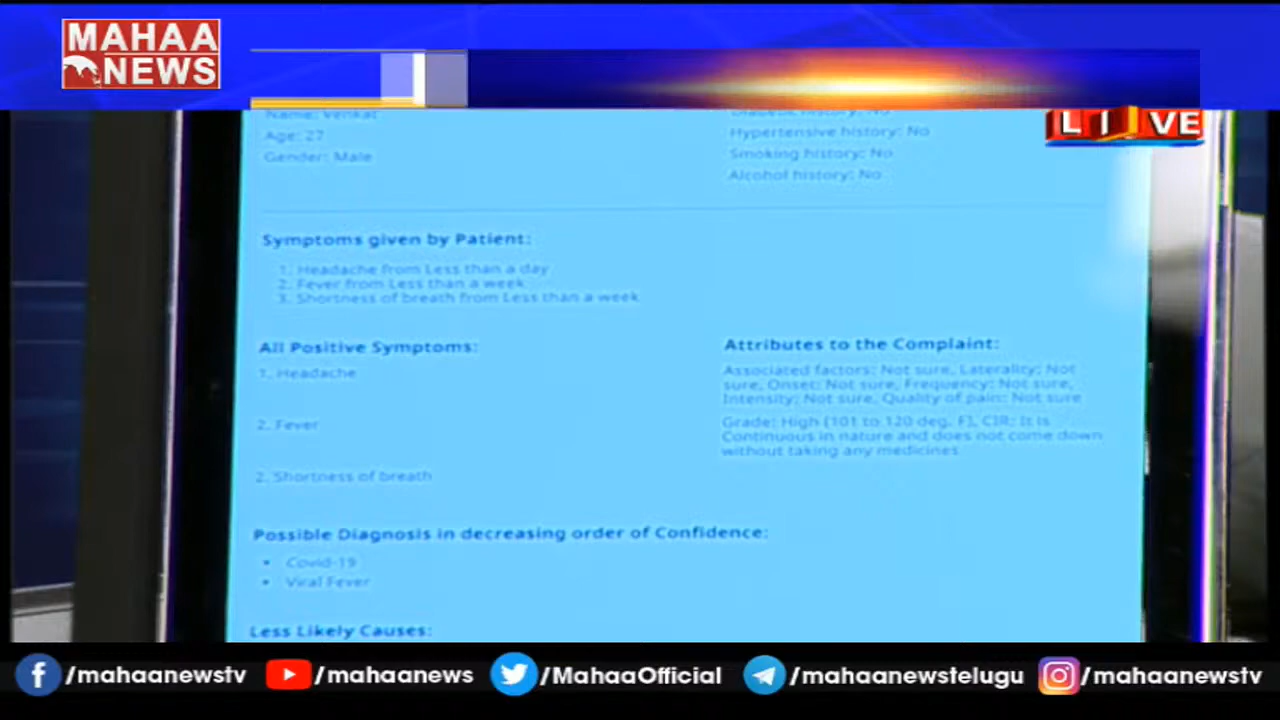 MAHAA
NEWS
LIVE
Name: Venkat
Age: 27
Gender: Male
Diabetic history: No
Hypertensive history: No
Smoking history: No
Alcohol history: No
Symptoms given by Patient:
1. Headache from Less than a day
2. Fever from Less than a week
3. Shortness of breath from Less than a week
All Positive Symptoms:
1. Headache
2. Fever
2. Shortness of breath
Attributes to the Complaint:
Associated factors: Not sure, Laterality: Not
sure, Onset: Not sure, Frequency: Not sure,
Intensity: Not sure, Quality of pain: Not sure
Grade: High (101 to 120 deg. F), CIR: It is
Continuous in nature and does not come down
without taking any medicines
Possible Diagnosis in decreasing order of Confidence:
• Covid-19
• Viral Fever
Less Likely Causes:
/mahaanewstv /mahaanews /MahaaOfficial /mahaanewstelugu /mahaanewstv